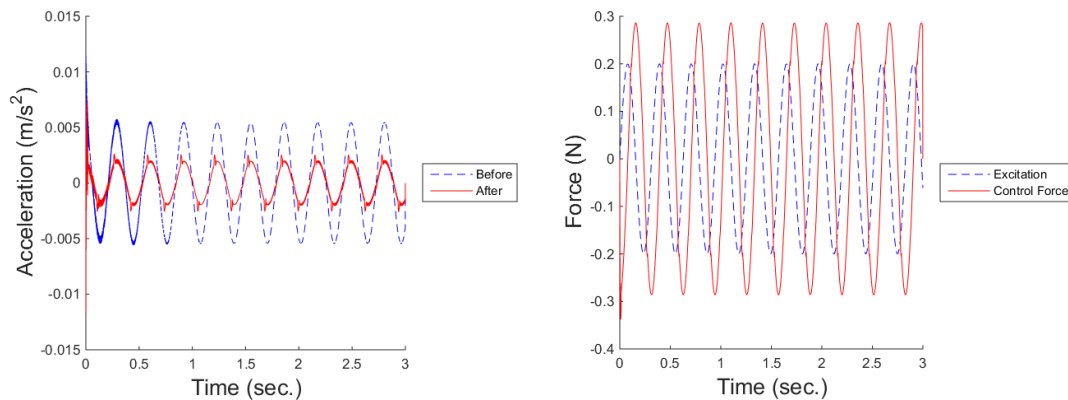 0.015
0.01
0.005
0
-0.005
-0.01
-0.015
Acceleration (m/s²)
0 0.5 1 1.5 2 2.5 3
Time (sec.)
Before
After
0.3
0.2
0.1
0
-0.1
-0.2
-0.3
-0.4
Force (N)
0 0.5 1 1.5 2 2.5 3
Time (sec.)
Excitation
Control Force